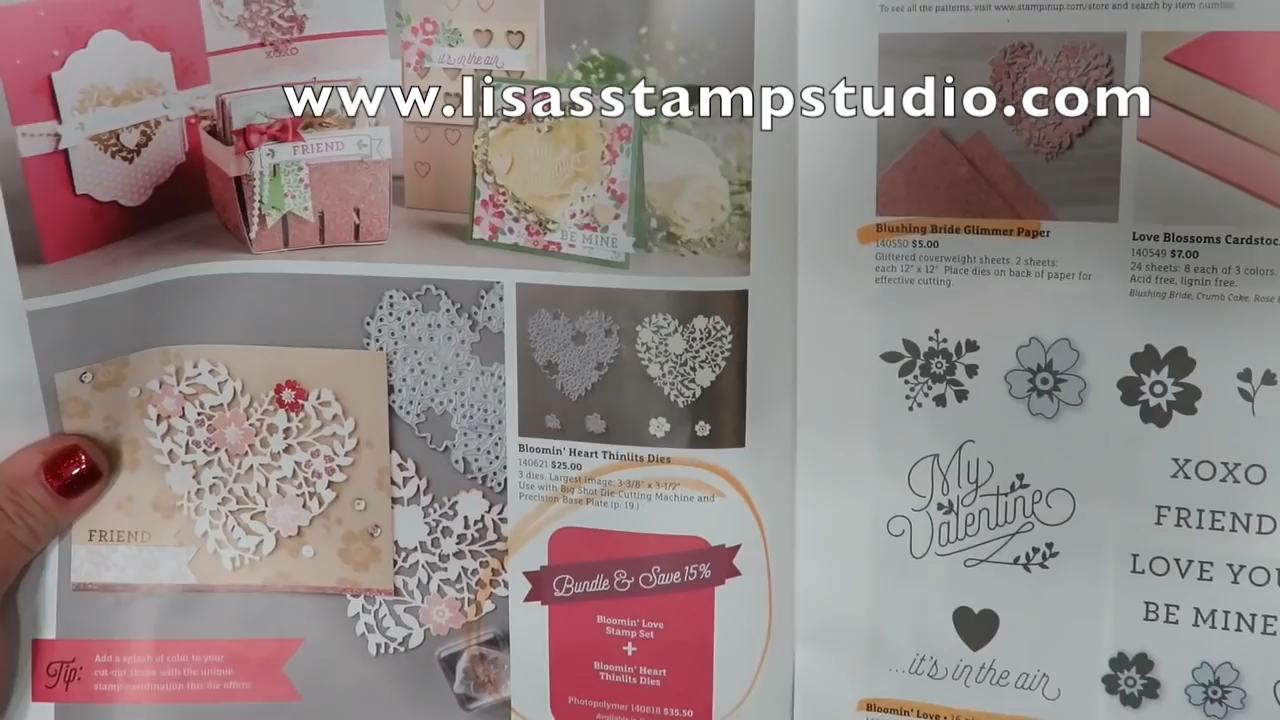 To see all the patterns, visit www.stampinup.com/store and search by item number
XOXO
it's in the air
www.lisasstampstudio.com
FRIEND
BE MINE
Blushing Bride Glimmer Paper
140550 $5.00
Glittered coverweight sheets. 2 sheets:
each 12" x 12" Place dies on back of paper for
effective cutting.
Love Blossoms Cardstoc
140549 $7.00
24 sheets: 8 each of 3 colors.
Acid free, lignin free.
Blushing Bride, Crumb Cake, Rose
Bloomin' Heart Thinlits Dies
140621 $25.00
3 dies. Largest image: 3-3/8" x 3-1/2"
Use with Big Shot Die-Cutting Machine and
Precision Base Plate (p. 19.)
FRIEND
Bundle & Save 15%
Bloomin' Love
Stamp Set
+
Bloomin' Heart
Thinlits Dies
Photopolymer 140818 $35.50
Tip:
Add a splash of color to your
cut-out shape with the unique
stamp combination this die offers.
My
Valentine
XOXO
FRIEND
LOVE YOU
BE MINE
...it's in the air
Bloomin' Love